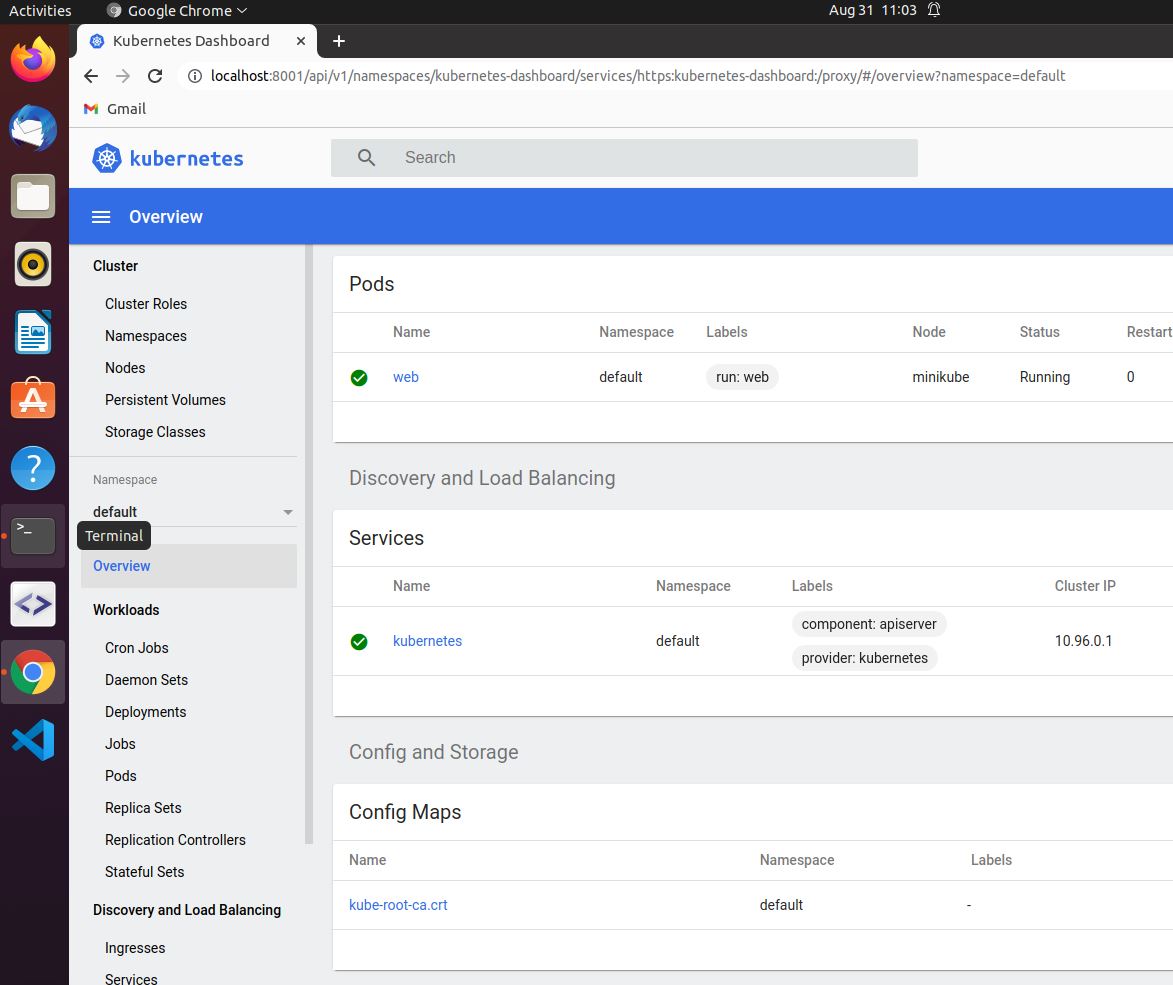 Activities Google Chrome Aug 31 11:03
Kubernetes Dashboard
localhost:8001/api/v1/namespaces/kubernetes-dashboard/services/https:kubernetes-dashboard:/proxy/#/overview?namespace=default
Gmail
kubernetes Search
Overview
Cluster
Cluster Roles
Namespaces
Nodes
Persistent Volumes
Storage Classes
Namespace
default
Terminal
Overview
Workloads
Cron Jobs
Daemon Sets
Deployments
Jobs
Pods
Replica Sets
Replication Controllers
Stateful Sets
Discovery and Load Balancing
Ingresses
Services
Pods
Name Namespace Labels Node Status Restart
web default run: web minikube Running 0
Discovery and Load Balancing
Services
Name Namespace Labels Cluster IP
component: apiserver
kubernetes default 10.96.0.1
provider: kubernetes
Config and Storage
Config Maps
Name Namespace Labels
kube-root-ca.crt default -